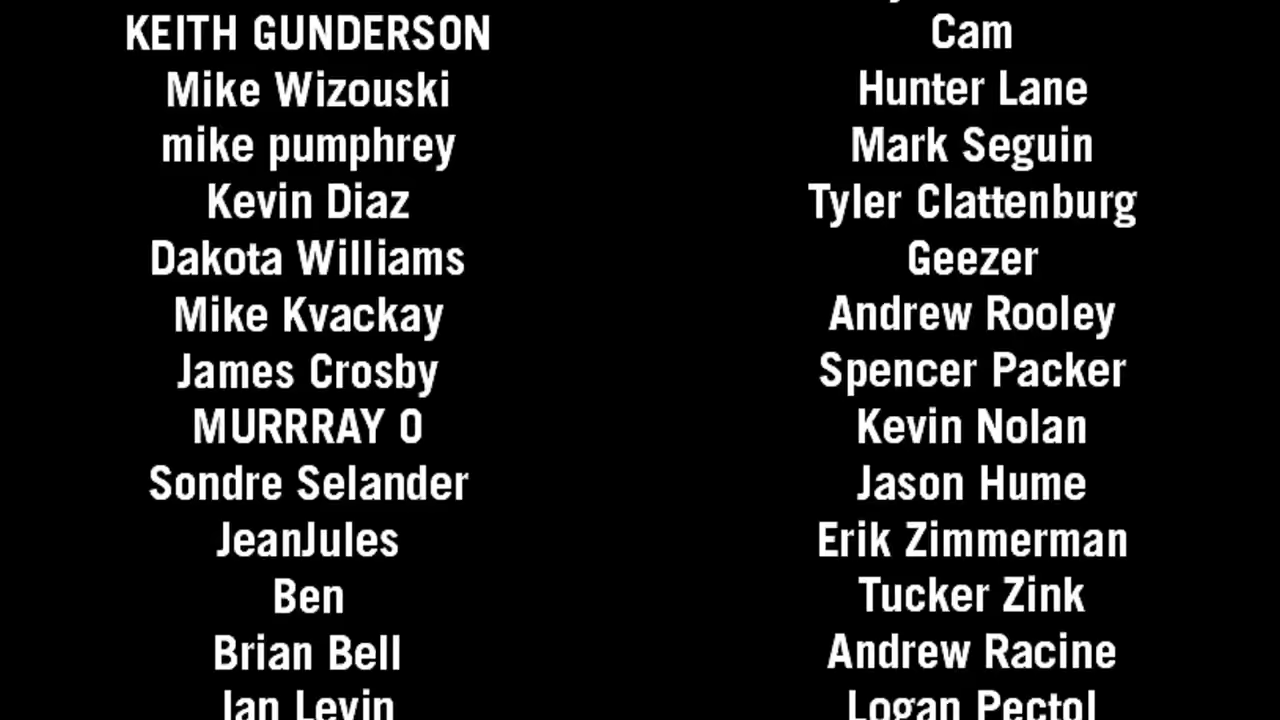 KEITH GUNDERSON
Mike Wizouski
mike pumphrey
Kevin Diaz
Dakota Williams
Mike Kvackay
James Crosby
MURRRAY O
Sondre Selander
JeanJules
Ben
Brian Bell
Ian Levin
Cam
Hunter Lane
Mark Seguin
Tyler Clattenburg
Geezer
Andrew Rooley
Spencer Packer
Kevin Nolan
Jason Hume
Erik Zimmerman
Tucker Zink
Andrew Racine
Logan Pectol